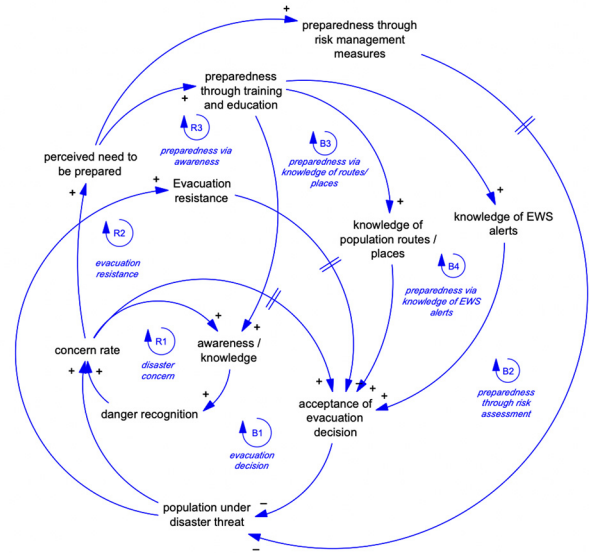 +
preparedness through
risk management
measures
preparedness
through training
and education
+
R3
preparedness via
awareness
B3
preparedness via
knowledge of routes/
places
perceived need to
be prepared
+
+
Evacuation
resistance
+
+
knowledge of EWS
alerts
knowledge of
population routes /
places
R2
evacuation
resistance
B4
preparedness via
knowledge of EWS
alerts
+
+
awareness /
knowledge
R1
disaster
concern
concern rate
+
+
B2
preparedness
through risk
assessment
+
–
+
+
acceptance of
evacuation
decision
danger recognition
+
B1
evacuation
decision
population under
disaster threat
–
–